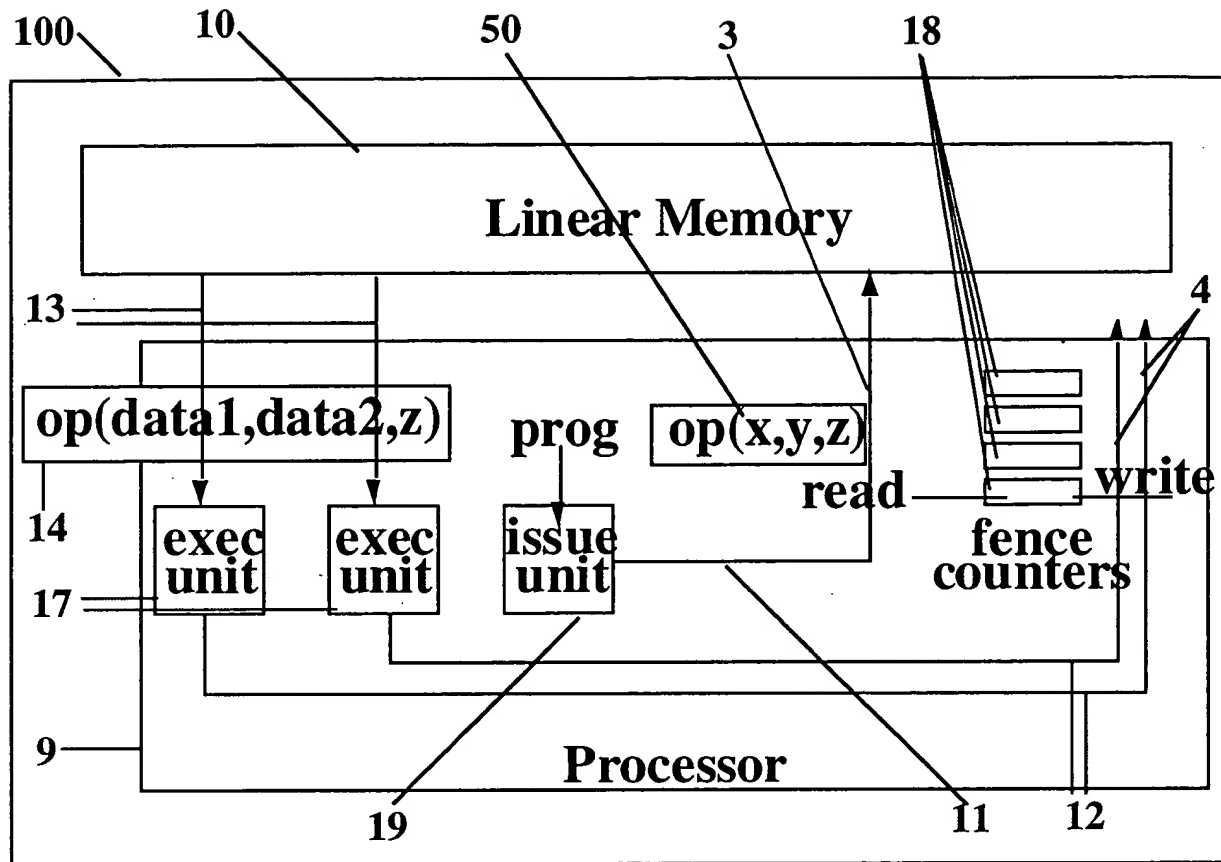 100
10
50
3
18
Linear Memory
13
4
op(data1,data2,z)
prog
op(x,y,z)
read
write
14
exec unit
exec unit
issue unit
fence counters
17
9
Processor
19
11
12